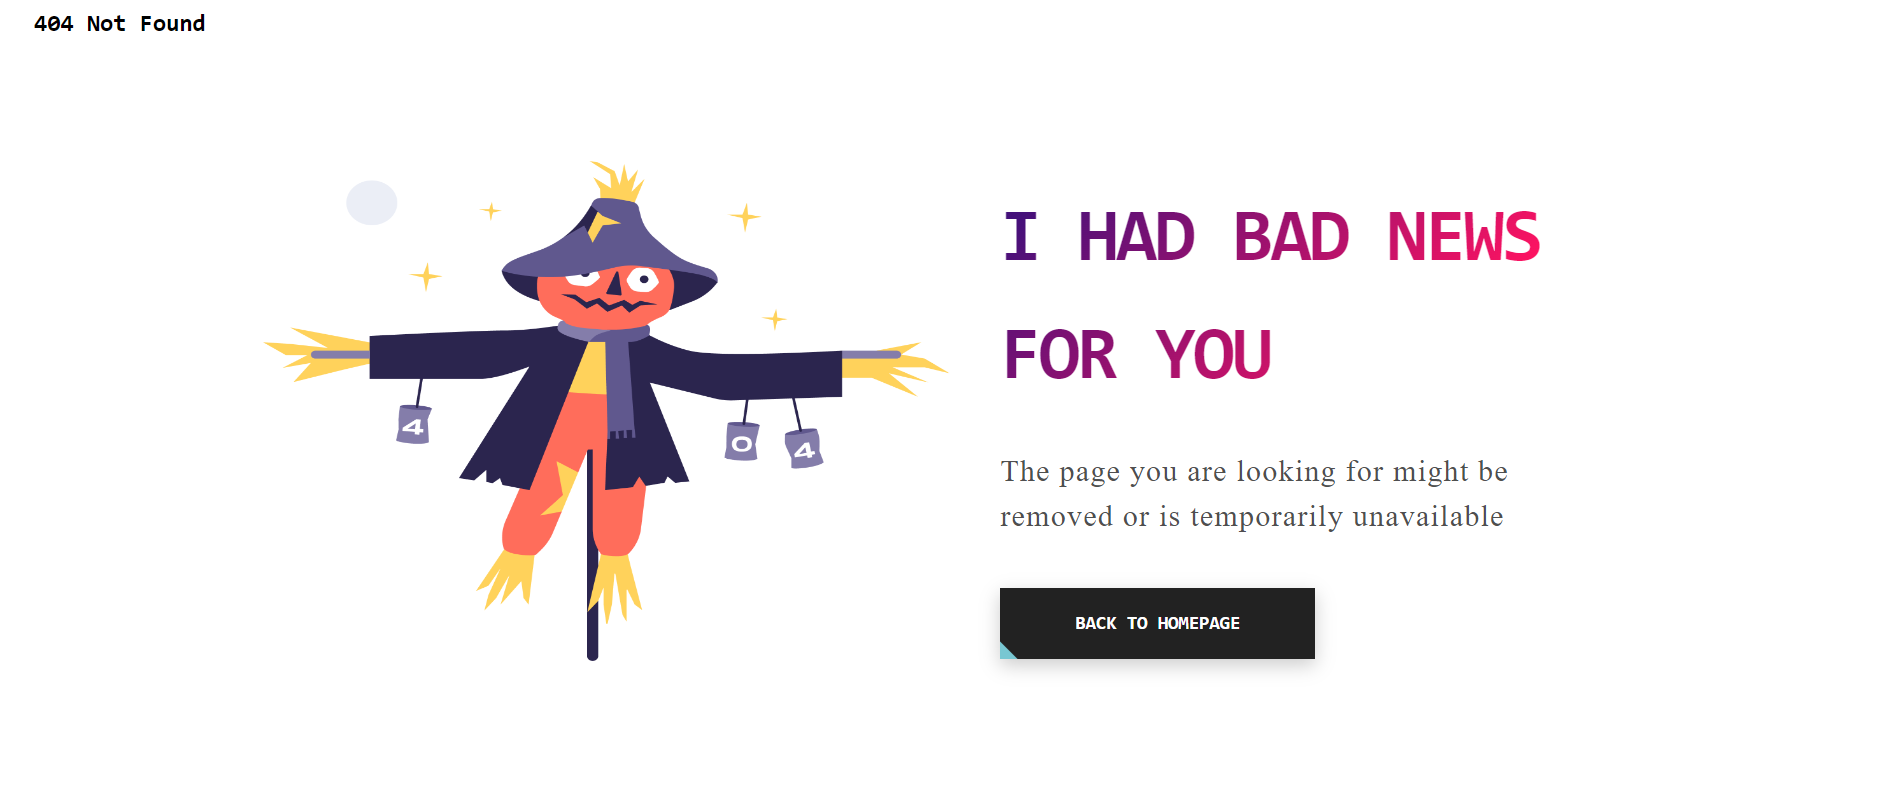 404 Not Found
I HAD BAD NEWS
FOR YOU
4
0
4
The page you are looking for might be
removed or is temporarily unavailable
BACK TO HOMEPAGE